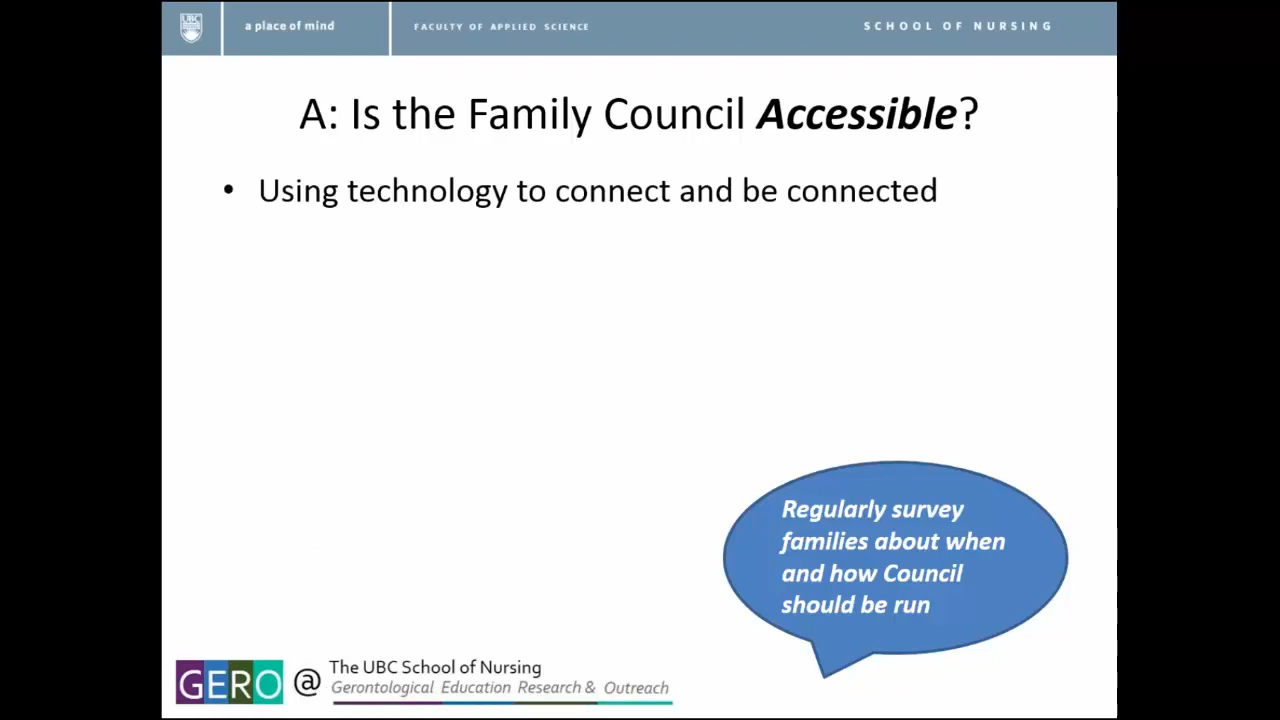 UBC
a place of mind
FACULTY OF APPLIED SCIENCE
SCHOOL OF NURSING
A: Is the Family Council Accessible?
• Using technology to connect and be connected
Regularly survey
families about when
and how Council
should be run
GERO @
The UBC School of Nursing
Gerontological Education Research & Outreach